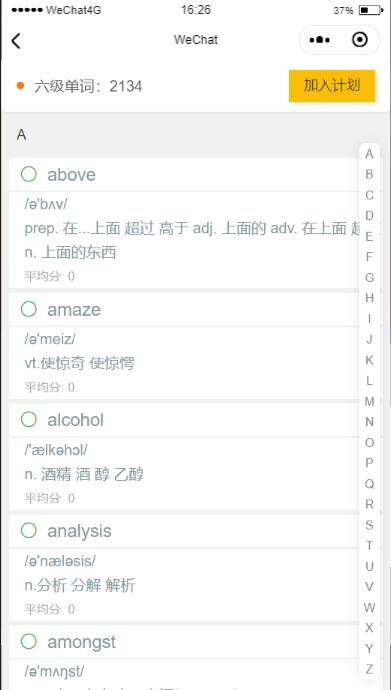 WeChat4G 16:26 37%
WeChat
六级单词：2134 加入计划
A
above
/ə'bʌv/
prep. 在...上面 超过 高于 adj. 上面的 adv. 在上面
n. 上面的东西
平均分: 0
amaze
/ə'meiz/
vt.使惊奇 使惊愕
平均分: 0
alcohol
/'ælkəhɔl/
n. 酒精 酒 醇 乙醇
平均分: 0
analysis
/ə'næləsis/
n.分析 分解 解析
平均分: 0
amongst
/ə'mʌŋst/
A
B
C
D
E
F
G
H
I
J
K
L
M
N
O
P
Q
R
S
T
U
V
W
X
Y
Z